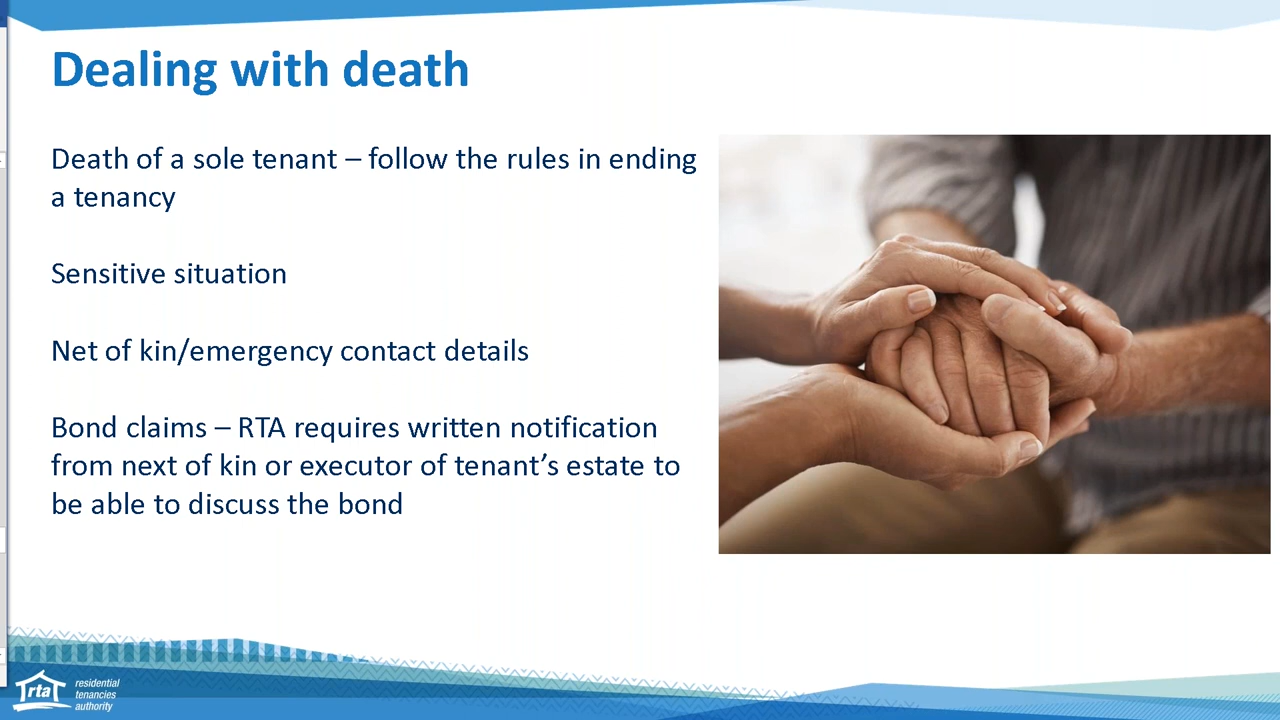 Dealing with death
Death of a sole tenant – follow the rules in ending
a tenancy
Sensitive situation
Net of kin/emergency contact details
Bond claims – RTA requires written notification
from next of kin or executor of tenant’s estate to
be able to discuss the bond
rta
residential
tenancies
authority